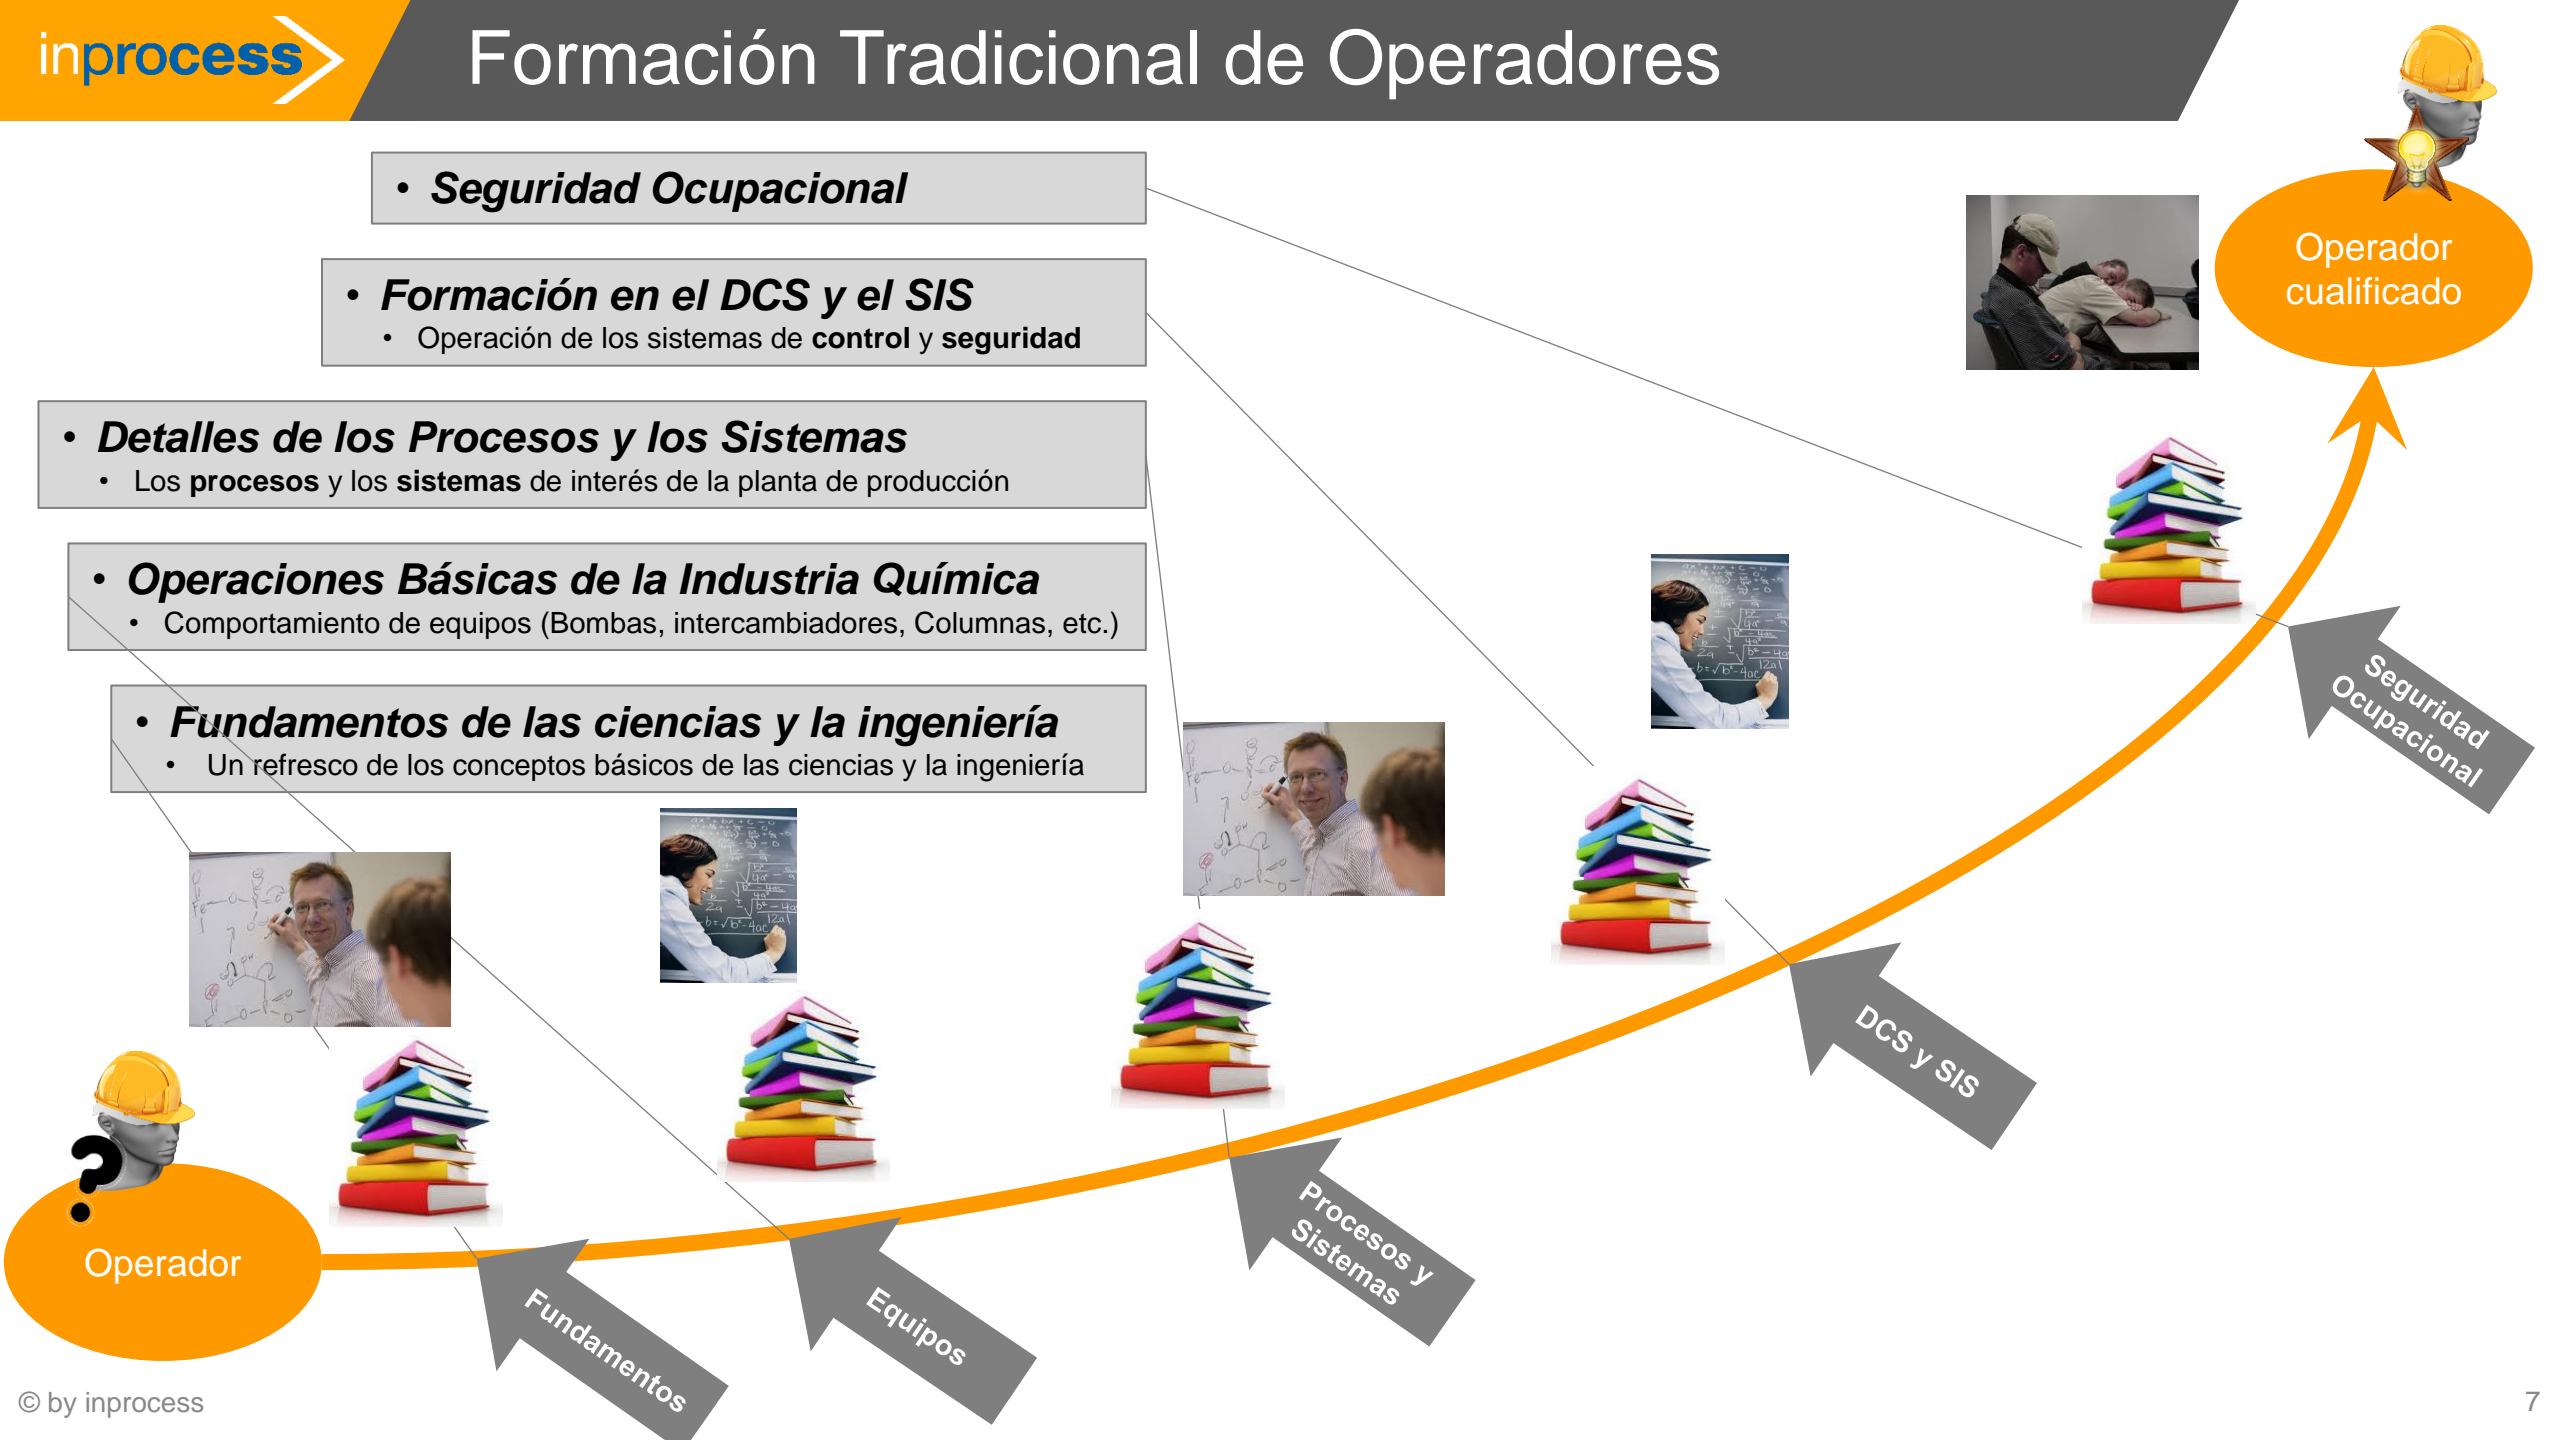 inprocess
Formación Tradicional de Operadores
• Seguridad Ocupacional
• Formación en el DCS y el SIS
• Operación de los sistemas de control y seguridad
• Detalles de los Procesos y los Sistemas
• Los procesos y los sistemas de interés de la planta de producción
• Operaciones Básicas de la Industria Química
• Comportamiento de equipos (Bombas, intercambiadores, Columnas, etc.)
• Fundamentos de las ciencias y la ingeniería
• Un refresco de los conceptos básicos de las ciencias y la ingeniería
Operador
cualificado
Seguridad
Ocupacional
DCS y SIS
Procesos y
Sistemas
Equipos
Fundamentos
Operador
© by inprocess
7